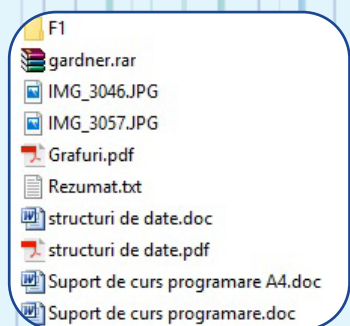 F1
gardner.rar
IMG_3046.JPG
IMG_3057.JPG
Grafuri.pdf
Rezumat.txt
structuri de date.doc
structuri de date.pdf
Suport de curs programare A4.doc
Suport de curs programare.doc